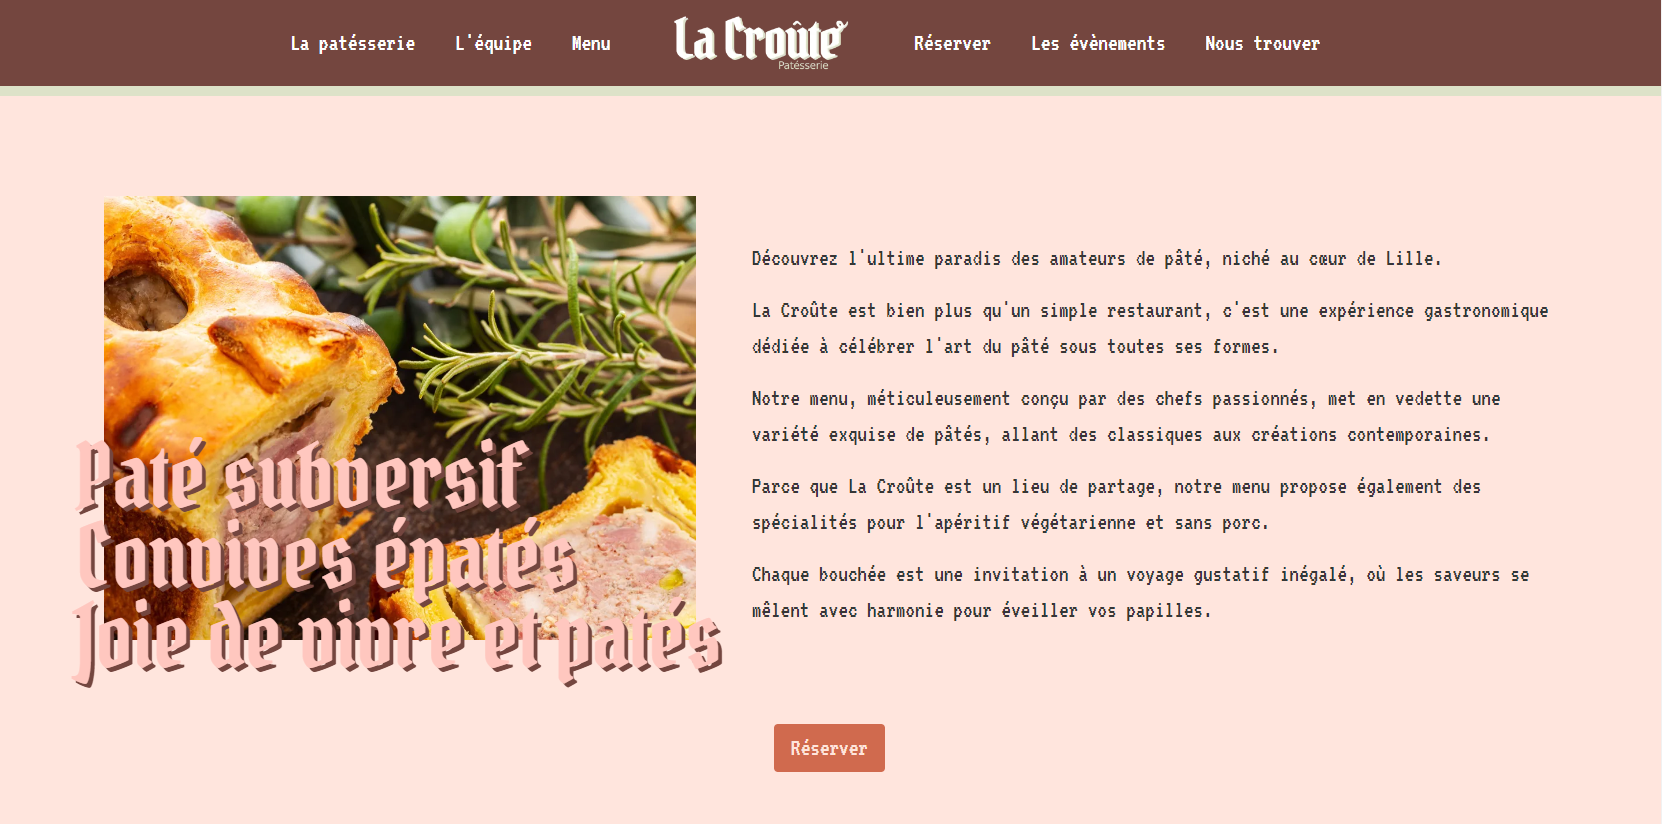 La patésserie
L'équipe
Menu
La Croûte
Patésserie
Réserver
Les évènements
Nous trouver
Paté subversif
Convives épatés
Joie de vivre et patés
Découvrez l'ultime paradis des amateurs de pâté, niché au cœur de Lille.
La Croûte est bien plus qu'un simple restaurant, c'est une expérience gastronomique
dédiée à célébrer l'art du pâté sous toutes ses formes.
Notre menu, méticuleusement conçu par des chefs passionnés, met en vedette une
variété exquise de pâtés, allant des classiques aux créations contemporaines.
Parce que La Croûte est un lieu de partage, notre menu propose également des
spécialités pour l'apéritif végétarienne et sans porc.
Chaque bouchée est une invitation à un voyage gustatif inégalé, où les saveurs se
mêlent avec harmonie pour éveiller vos papilles.
Réserver